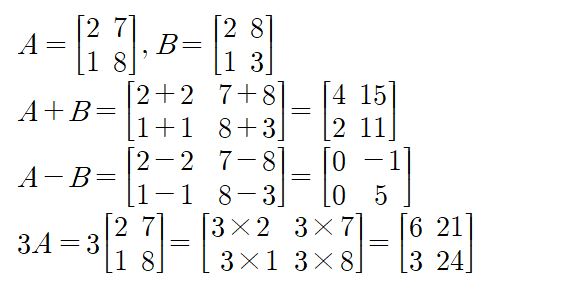 A = [2 7; 1 8], B = [2 8; 1 3]
A + B = [2+2 7+8; 1+1 8+3] = [4 15; 2 11]
A − B = [2−2 7−8; 1−1 8−3] = [0 −1; 0 5]
3A = 3[2 7; 1 8] = [3×2 3×7; 3×1 3×8] = [6 21; 3 24]